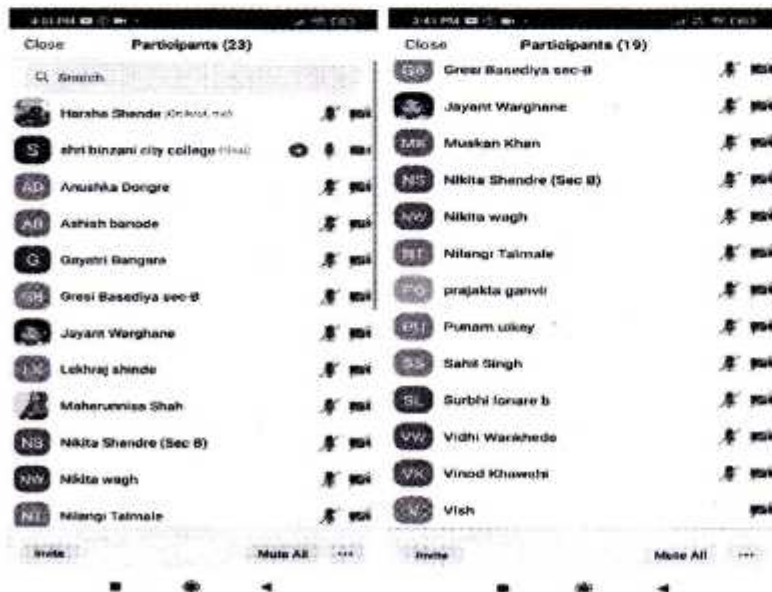 Close Participants (23)
Search
Harsha Shende
S shri binzani city college
AD Anushka Dongre
AB Ashish banode
G Gayatri Bangare
GB Gresi Basediya sec-B
Jayant Warghane
Lekhraj shinde
Maherunnisa Shah
NS Nikita Shendre (Sec B)
NW Nikita wagh
NT Nilangi Talmale
Invite Mute All
Close Participants (19)
Gresi Basediya sec-B
Jayant Warghane
MK Muskan Khan
NS Nikita Shendre (Sec B)
NW Nikita wagh
NT Nilangi Talmale
PG prajakta ganvir
PU Punam uikey
SS Sahil Singh
SL Surbhi lonare b
VW Vidhi Wankhede
VK Vinod Khawshi
Vish
Invite Mute All